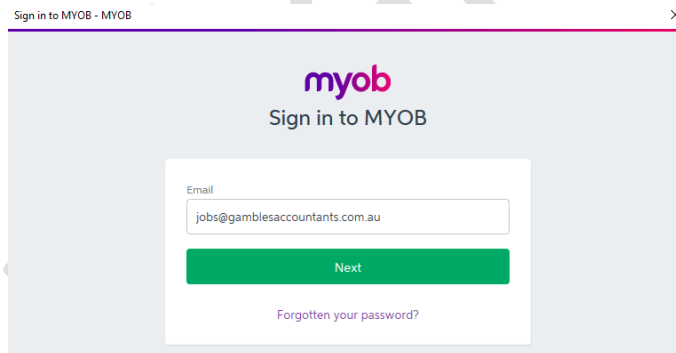 Sign in to MYOB - MYOB
myob
Sign in to MYOB
Email
jobs@gamblesaccountants.com.au
Next
Forgotten your password?